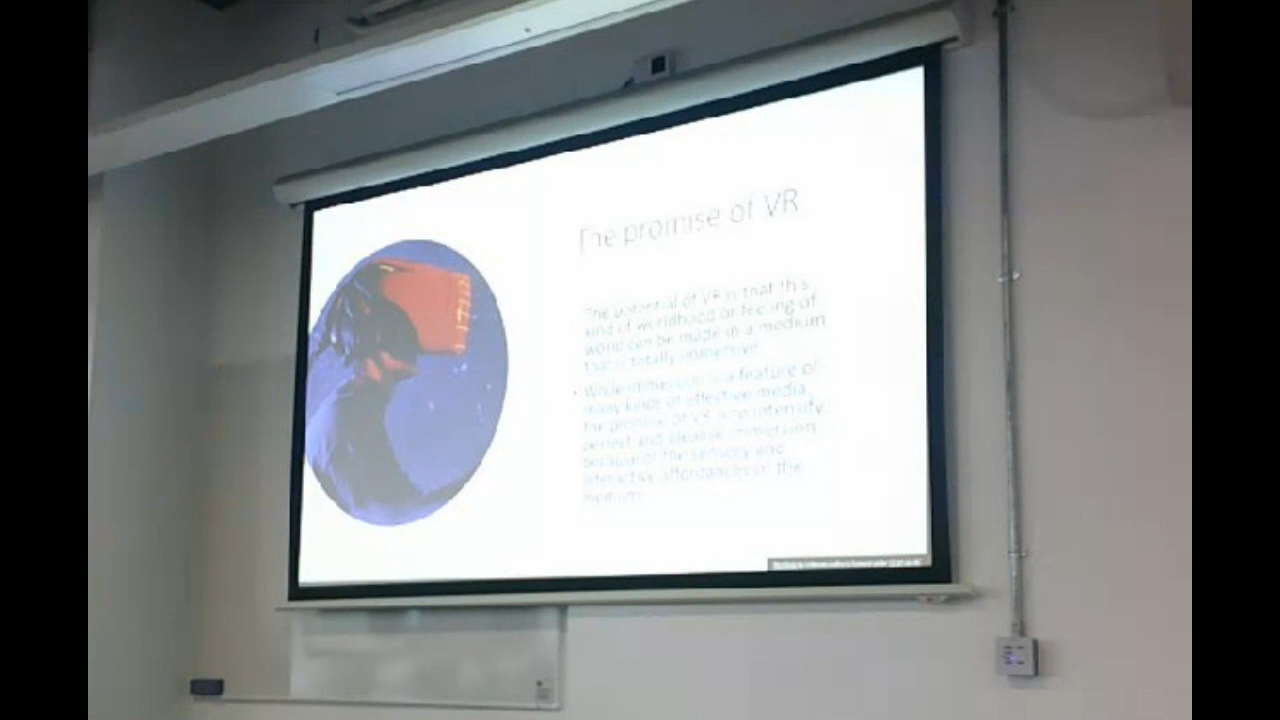 The promise of VR
The potential of VR is that this
kind of worldhood or feeling of
world can be made in a medium
that is totally immersive.
• While immersion is a feature of
many kinds of effective media,
the promise of VR is to intensify,
perfect and idealise immersion
because of the sensory and
interactive affordances of the
medium.